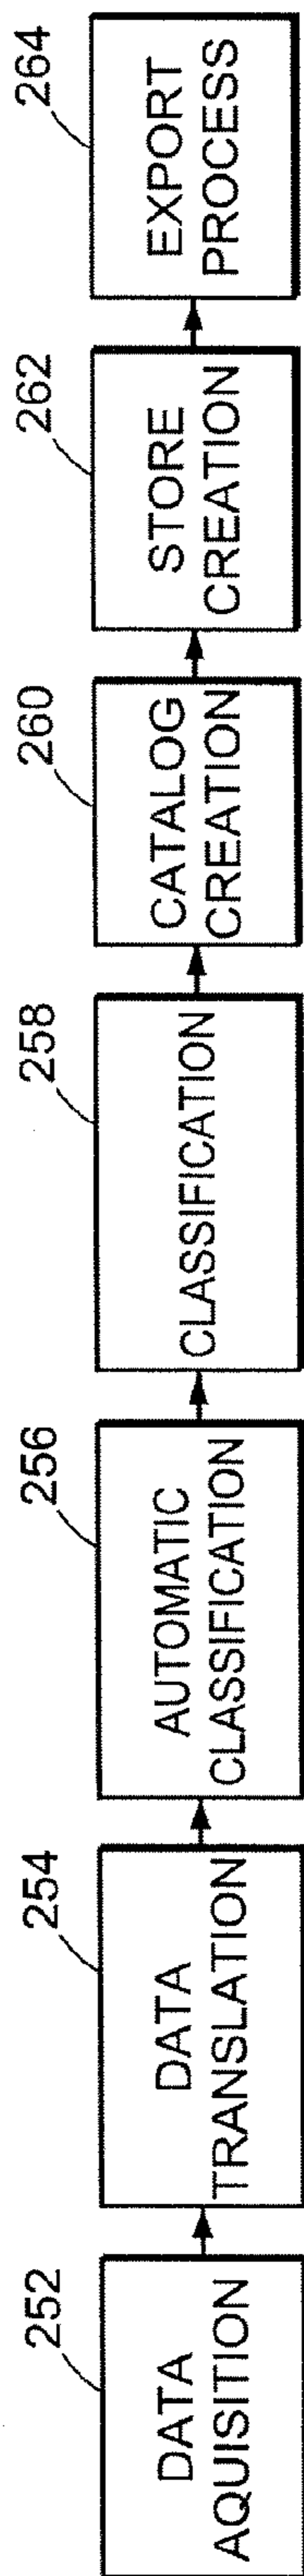 252
DATA
AQUISITION
254
DATA
TRANSLATION
256
AUTOMATIC
CLASSIFICATION
258
CLASSIFICATION
260
CATALOG
CREATION
262
STORE
CREATION
264
EXPORT
PROCESS